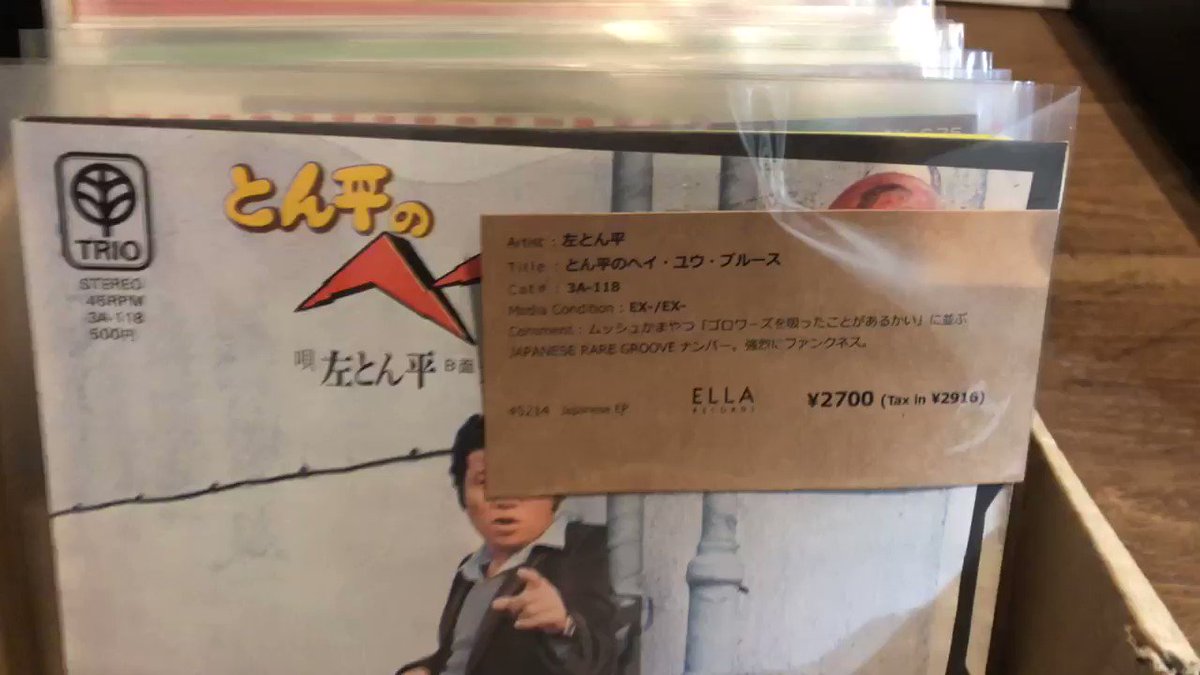 とん平の
ヘ
TRIO
STEREO
45RPM
3A-118
500円
唄 左とん平 B面
Artist : 左とん平
Title : とん平のヘイ・ユウ・ブルース
Cat# : 3A-118
Media Condition : EX-/EX-
Comment : ムッシュかまやつ「ゴロワーズを吸ったことがあるかい」に並ぶ
JAPANESE RARE GROOVE ナンバー。強烈にファンクネス。
45214 Japanese EP
ELLA
RECORDS
¥2700 (Tax in ¥2916)